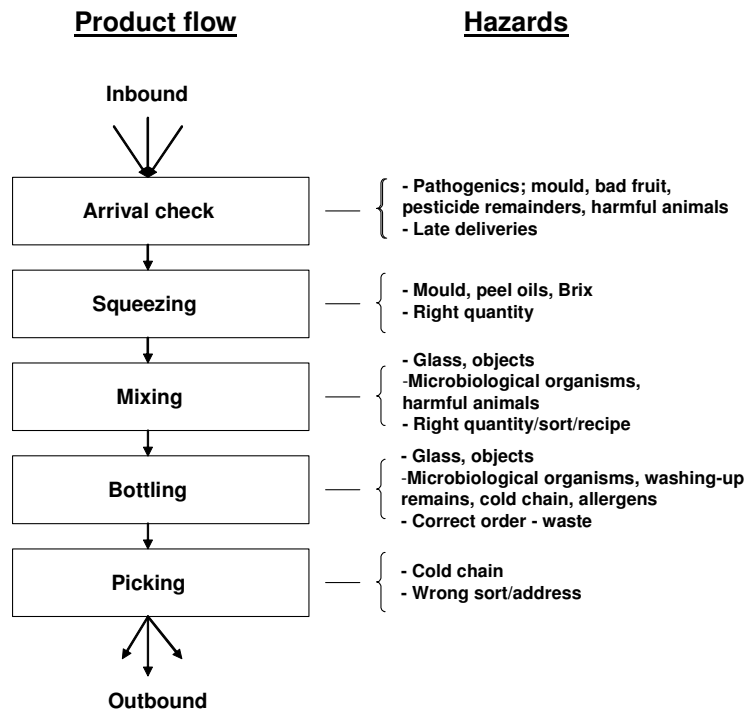 Product flow
Hazards
Inbound
Arrival check
- Pathogenics; mould, bad fruit,
pesticide remainders, harmful animals
- Late deliveries
Squeezing
- Mould, peel oils, Brix
- Right quantity
Mixing
- Glass, objects
-Microbiological organisms,
harmful animals
- Right quantity/sort/recipe
Bottling
- Glass, objects
-Microbiological organisms, washing-up
remains, cold chain, allergens
- Correct order - waste
Picking
- Cold chain
- Wrong sort/address
Outbound